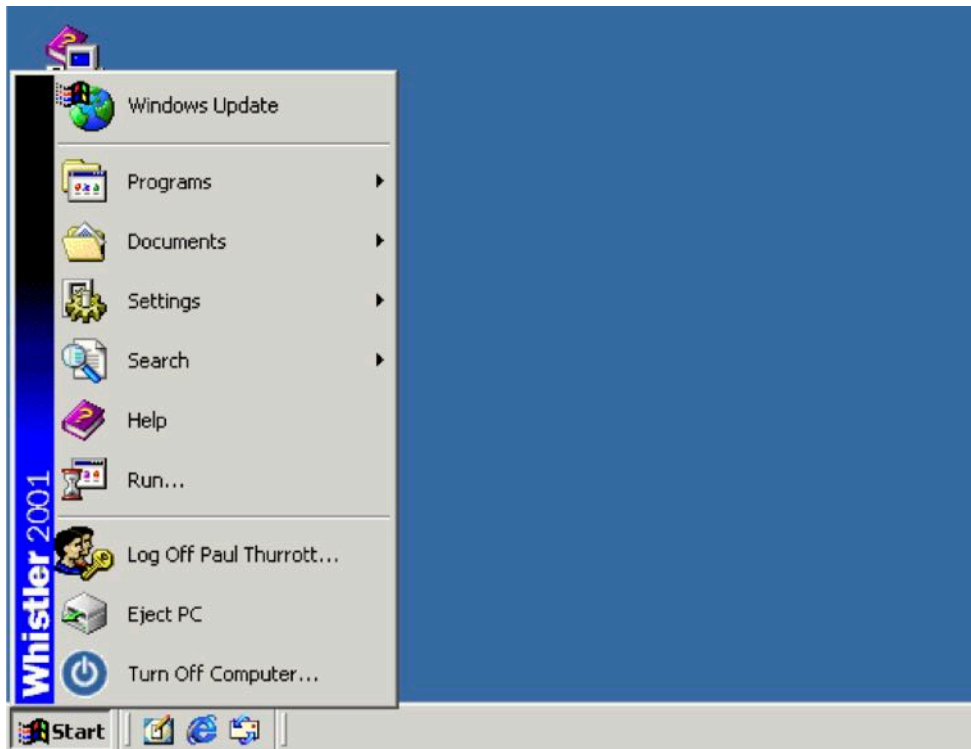 Windows Update
Programs
Documents
Settings
Search
Help
Run...
Log Off Paul Thurrott...
Eject PC
Turn Off Computer...
Whistler 2001
Start